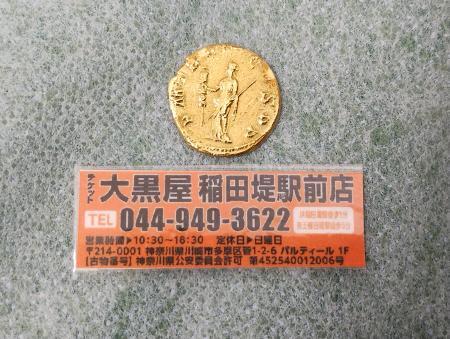 チケット
大黒屋 稲田堤駅前店
TEL 044-949-3622
営業時間▶10:30~18:30 定休日▶日曜日
〒214-0001 神奈川県川崎市多摩区菅1-2-6 パルティール 1F
【古物番号】神奈川県公安委員会許可 第452540012006号